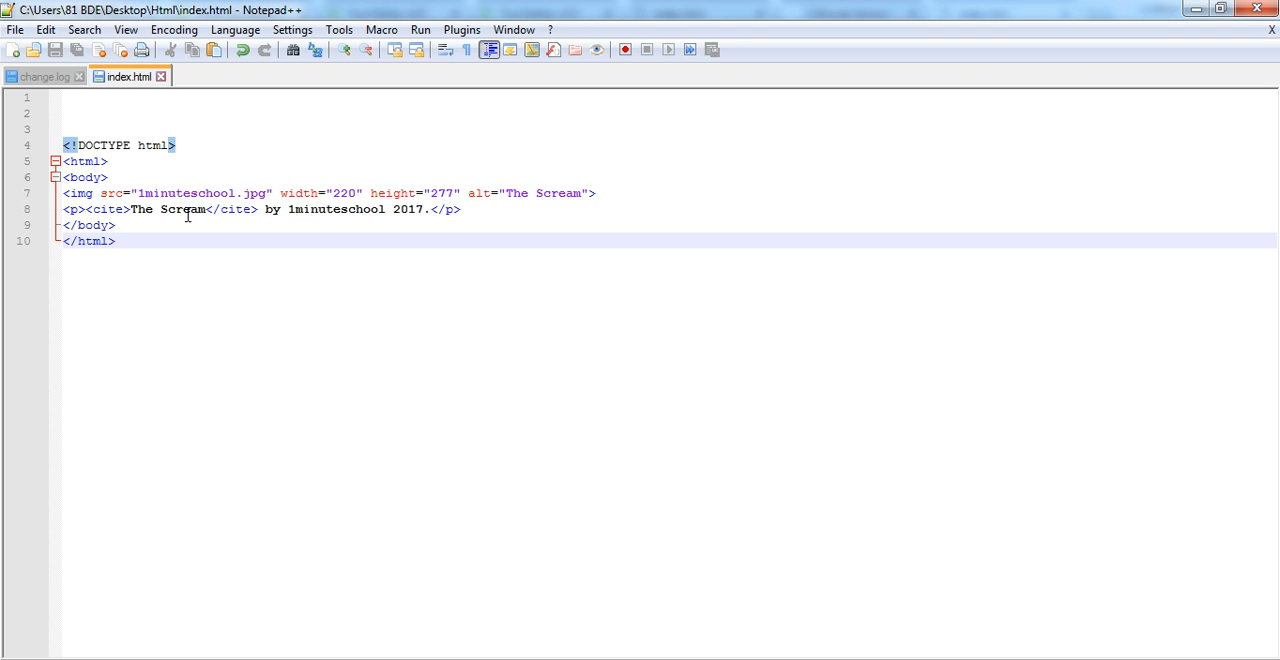 C:\Users\81 BDE\Desktop\Html\index.html - Notepad++
File Edit Search View Encoding Language Settings Tools Macro Run Plugins Window ? X
change.log index.html
1
2
3
4 <!DOCTYPE html>
5 <html>
6 <body>
7 <img src="1minuteschool.jpg" width="220" height="277" alt="The Scream">
8 <p><cite>The Scream</cite> by 1minuteschool 2017.</p>
9 </body>
10 </html>